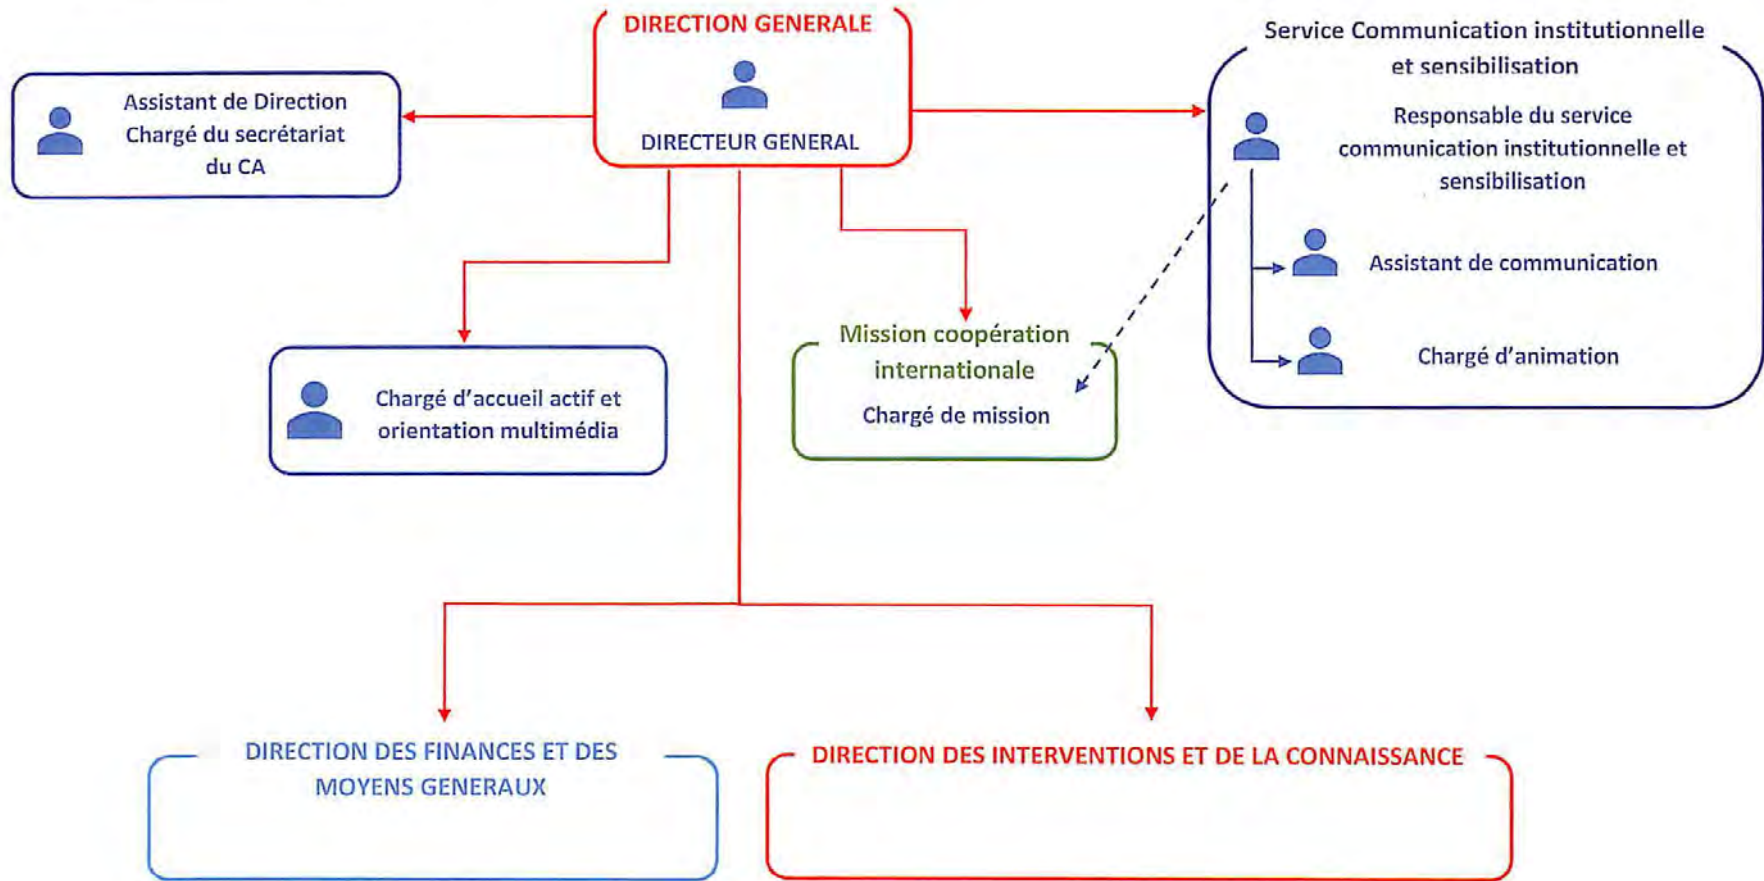 DIRECTION GENERALE
DIRECTEUR GENERAL
Assistant de Direction
Chargé du secrétariat
du CA
Service Communication institutionnelle
et sensibilisation
Responsable du service
communication institutionnelle et
sensibilisation
Assistant de communication
Chargé d'animation
Chargé d'accueil actif et
orientation multimédia
Mission coopération
internationale
Chargé de mission
DIRECTION DES FINANCES ET DES
MOYENS GENERAUX
DIRECTION DES INTERVENTIONS ET DE LA CONNAISSANCE